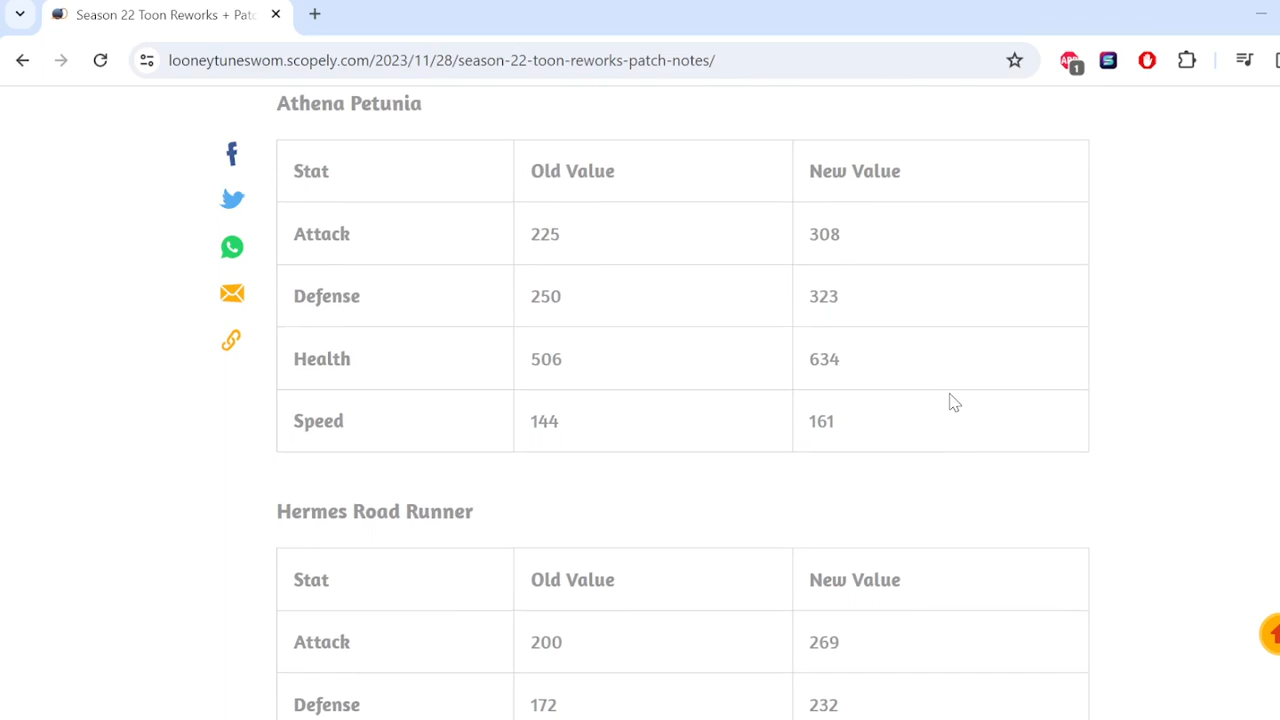 Season 22 Toon Reworks + Patc
looneytuneswom.scopely.com/2023/11/28/season-22-toon-reworks-patch-notes/
1
Athena Petunia
Stat Old Value New Value
Attack 225 308
Defense 250 323
Health 506 634
Speed 144 161
Hermes Road Runner
Stat Old Value New Value
Attack 200 269
Defense 172 232